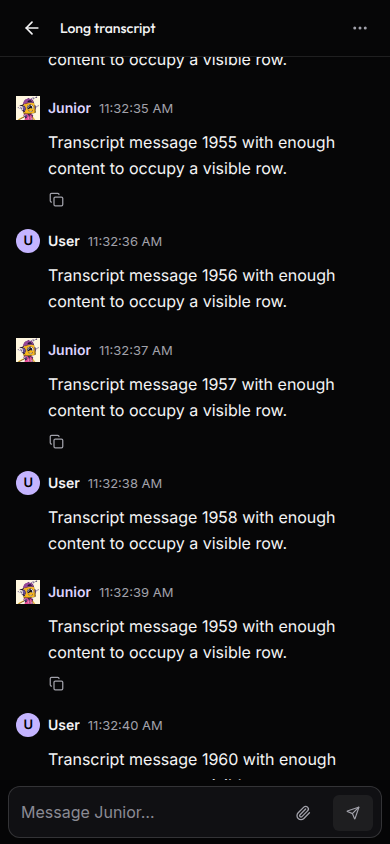 Long transcript
content to occupy a visible row.
Junior 11:32:35 AM
Transcript message 1955 with enough
content to occupy a visible row.
U User 11:32:36 AM
Transcript message 1956 with enough
content to occupy a visible row.
Junior 11:32:37 AM
Transcript message 1957 with enough
content to occupy a visible row.
U User 11:32:38 AM
Transcript message 1958 with enough
content to occupy a visible row.
Junior 11:32:39 AM
Transcript message 1959 with enough
content to occupy a visible row.
U User 11:32:40 AM
Transcript message 1960 with enough
Message Junior...